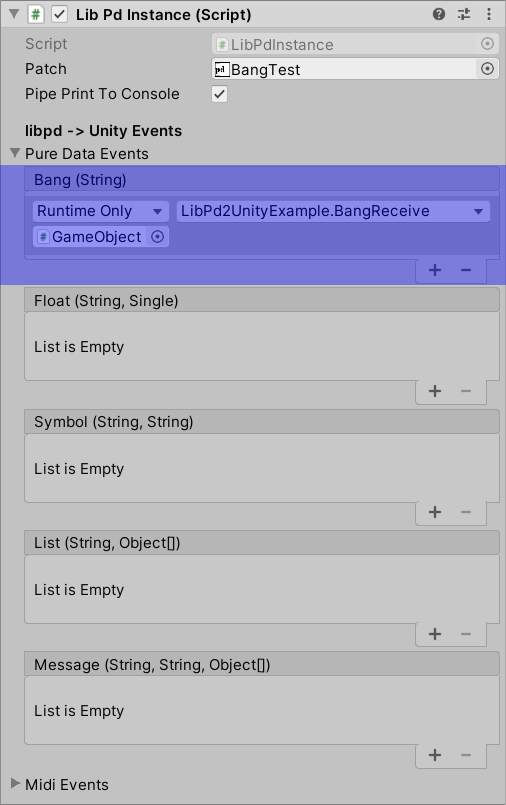 Lib Pd Instance (Script)
Script
LibPdInstance
Patch
BangTest
Pipe Print To Console
libpd -> Unity Events
Pure Data Events
Bang (String)
Runtime Only
LibPd2UnityExample.BangReceive
GameObject
Float (String, Single)
List is Empty
Symbol (String, String)
List is Empty
List (String, Object[])
List is Empty
Message (String, String, Object[])
List is Empty
Midi Events